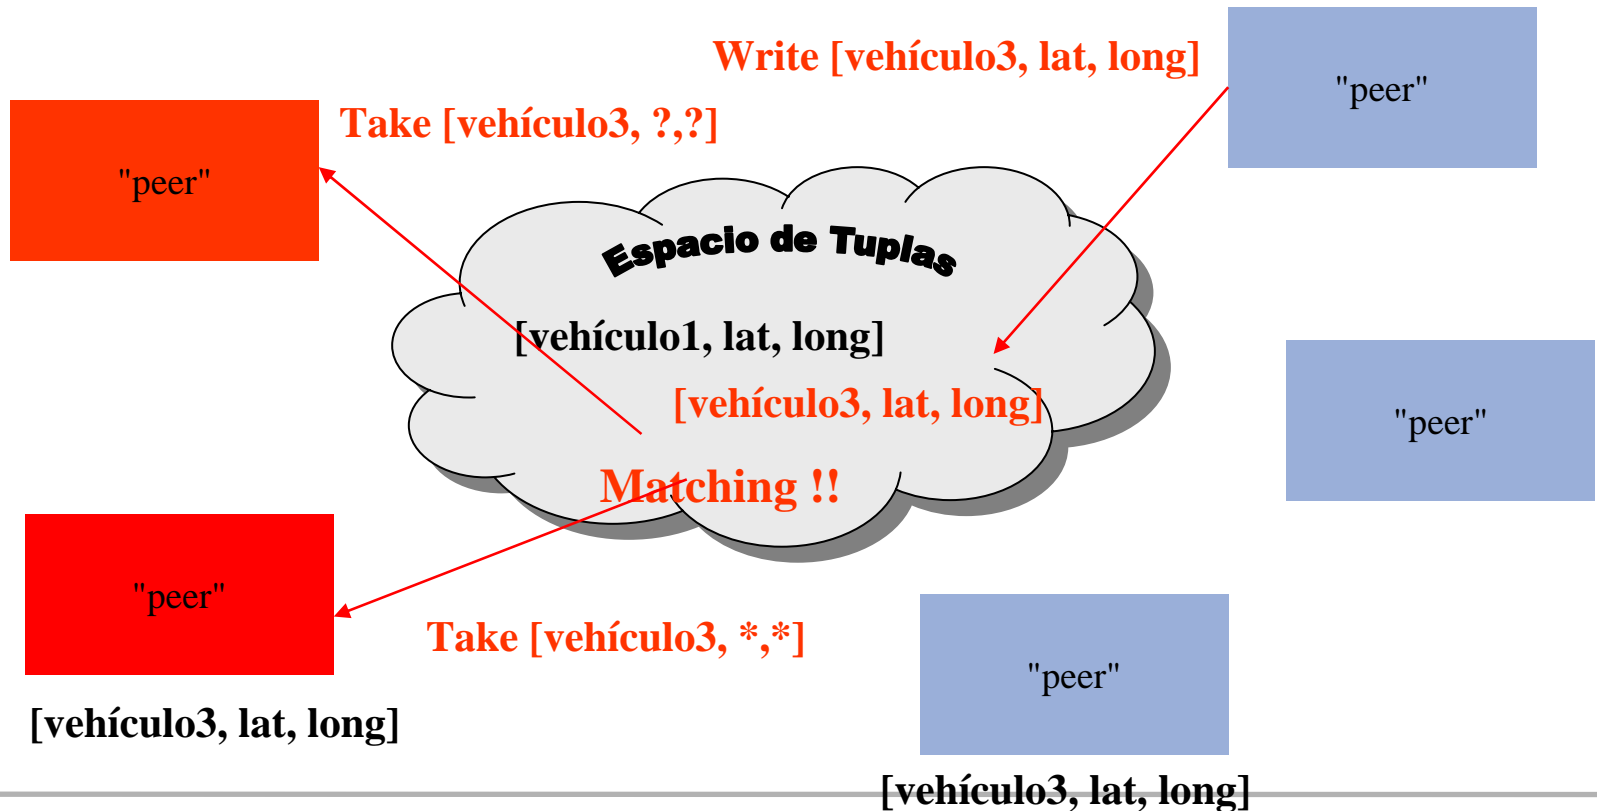 Write [vehículo3, lat, long]
"peer"
Take [vehículo3, ?,?]
"peer"
Espacio de Tuplas
[vehículo1, lat, long]
[vehículo3, lat, long]
"peer"
Matching !!
"peer"
Take [vehículo3, *,*]
"peer"
[vehículo3, lat, long]
[vehículo3, lat, long]